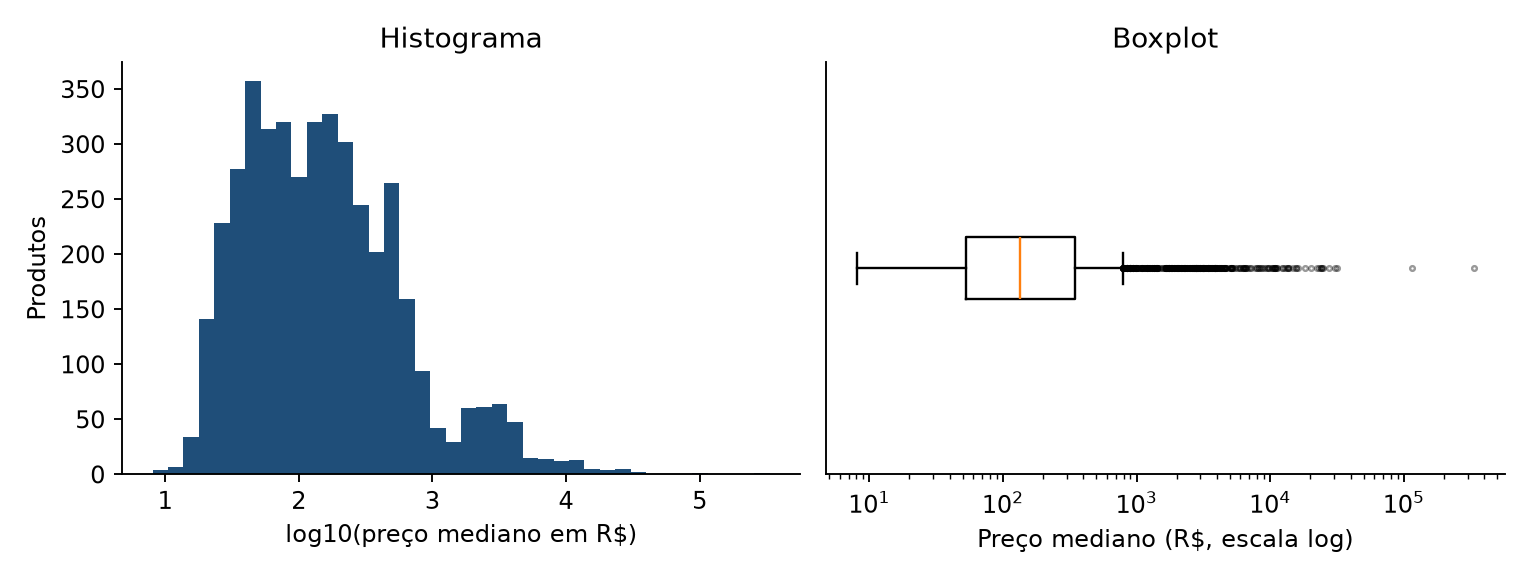 Histograma
350
300
250
200
150
100
50
0
Produtos
1 2 3 4 5
log10(preço mediano em R$)
Boxplot
10¹ 10² 10³ 10⁴ 10⁵
Preço mediano (R$, escala log)